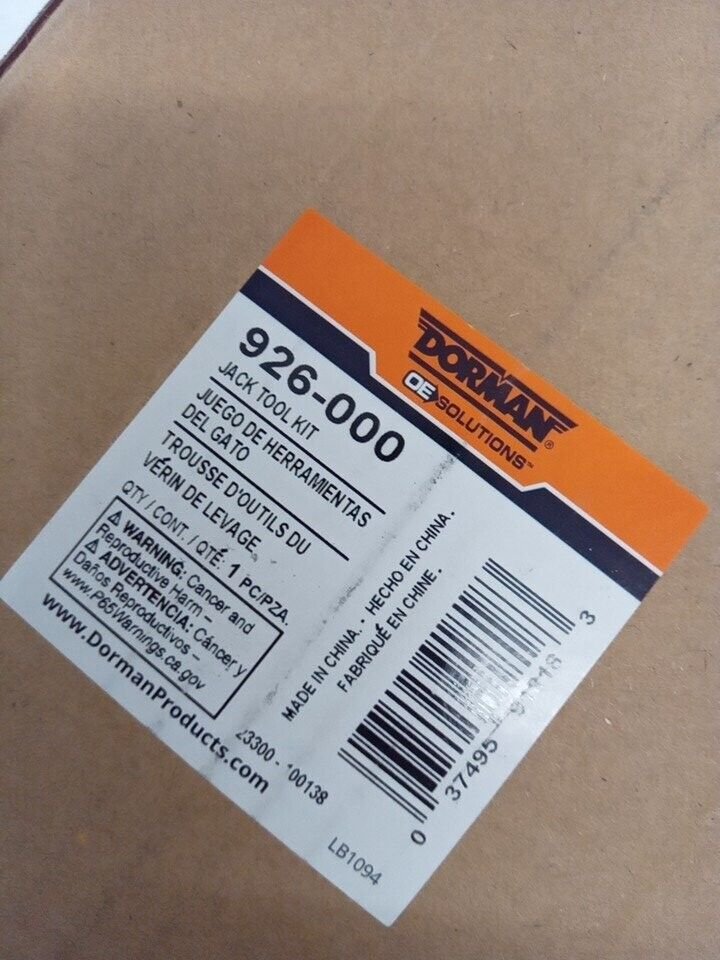 DORMAN®
OE SOLUTIONS™
926-000
JACK TOOL KIT
JUEGO DE HERRAMIENTAS
DEL GATO
TROUSSE D'OUTILS DU
VÉRIN DE LEVAGE
QTY / CONT. / QTÉ. 1 PC/PZA.
⚠ WARNING: Cancer and
Reproductive Harm –
⚠ ADVERTENCIA: Cáncer y
Daños Reproductivos –
www.P65Warnings.ca.gov
www.DormanProducts.com
MADE IN CHINA. · HECHO EN CHINA.
FABRIQUÉ EN CHINE.
23300 - 100138
LB1094
0 37495 3